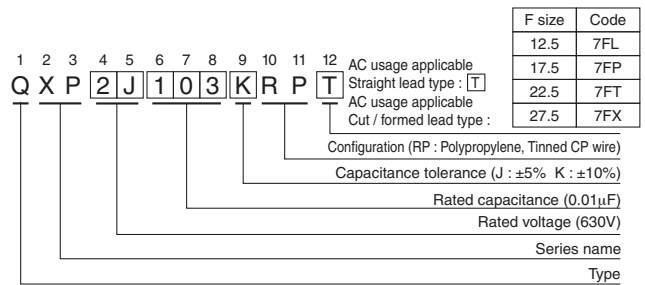 F size Code
12.5 7FL
17.5 7FP
22.5 7FT
27.5 7FX
1 2 3 4 5 6 7 8 9 10 11 12
Q X P 2 J 1 0 3 K R P T
AC usage applicable
Straight lead type : T
AC usage applicable
Cut / formed lead type :
Configuration (RP : Polypropylene, Tinned CP wire)
Capacitance tolerance (J : ±5% K : ±10%)
Rated capacitance (0.01µF)
Rated voltage (630V)
Series name
Type